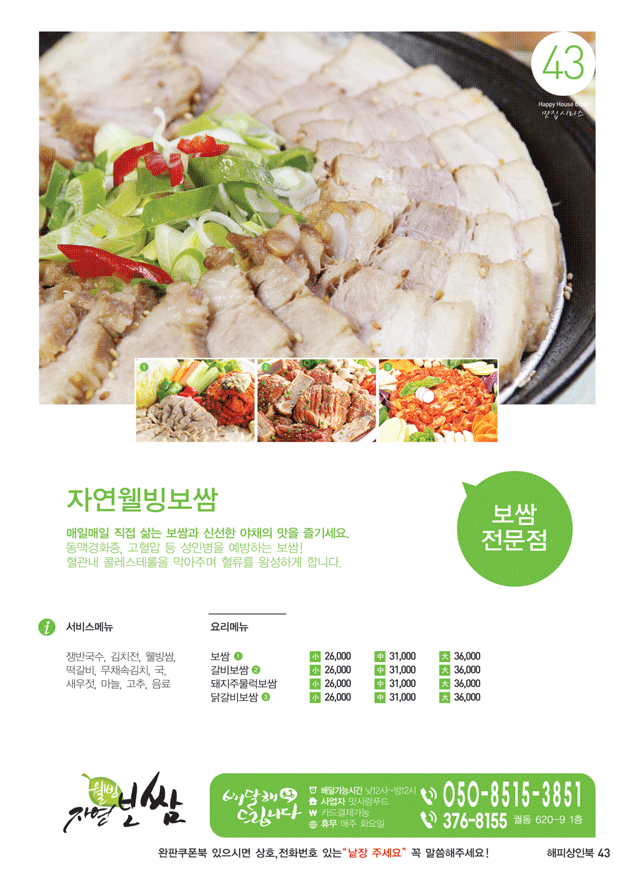 43
Happy House b
맛집시리즈
1
2
3
자연웰빙보쌈
보쌈
전문점
매일매일 직접 삶는 보쌈과 신선한 야채의 맛을 즐기세요.
동맥경화증, 고혈압 등 성인병을 예방하는 보쌈!
혈관내 콜레스테롤을 막아주며 혈류를 왕성하게 합니다.
i 서비스메뉴
쟁반국수, 김치전, 웰빙쌈,
떡갈비, 무채속김치, 국,
새우젓, 마늘, 고추, 음료
요리메뉴
보쌈 1 小 26,000 中 31,000 大 36,000
갈비보쌈 2 小 26,000 中 31,000 大 36,000
돼지주물럭보쌈 小 26,000 中 31,000 大 36,000
닭갈비보쌈 3 小 26,000 中 31,000 大 36,000
웰빙
자연보쌈
배달해
드립니다
배달가능시간 낮12시~밤12시
사업자 맛사랑푸드
₩ 카드결제가능
휴무 매주 화요일
050-8515-3851
376-8155 월동 620-9 1층
완판쿠폰북 있으시면 상호,전화번호 있는"낱장 주세요" 꼭 말씀해주세요!
해피상인북 43